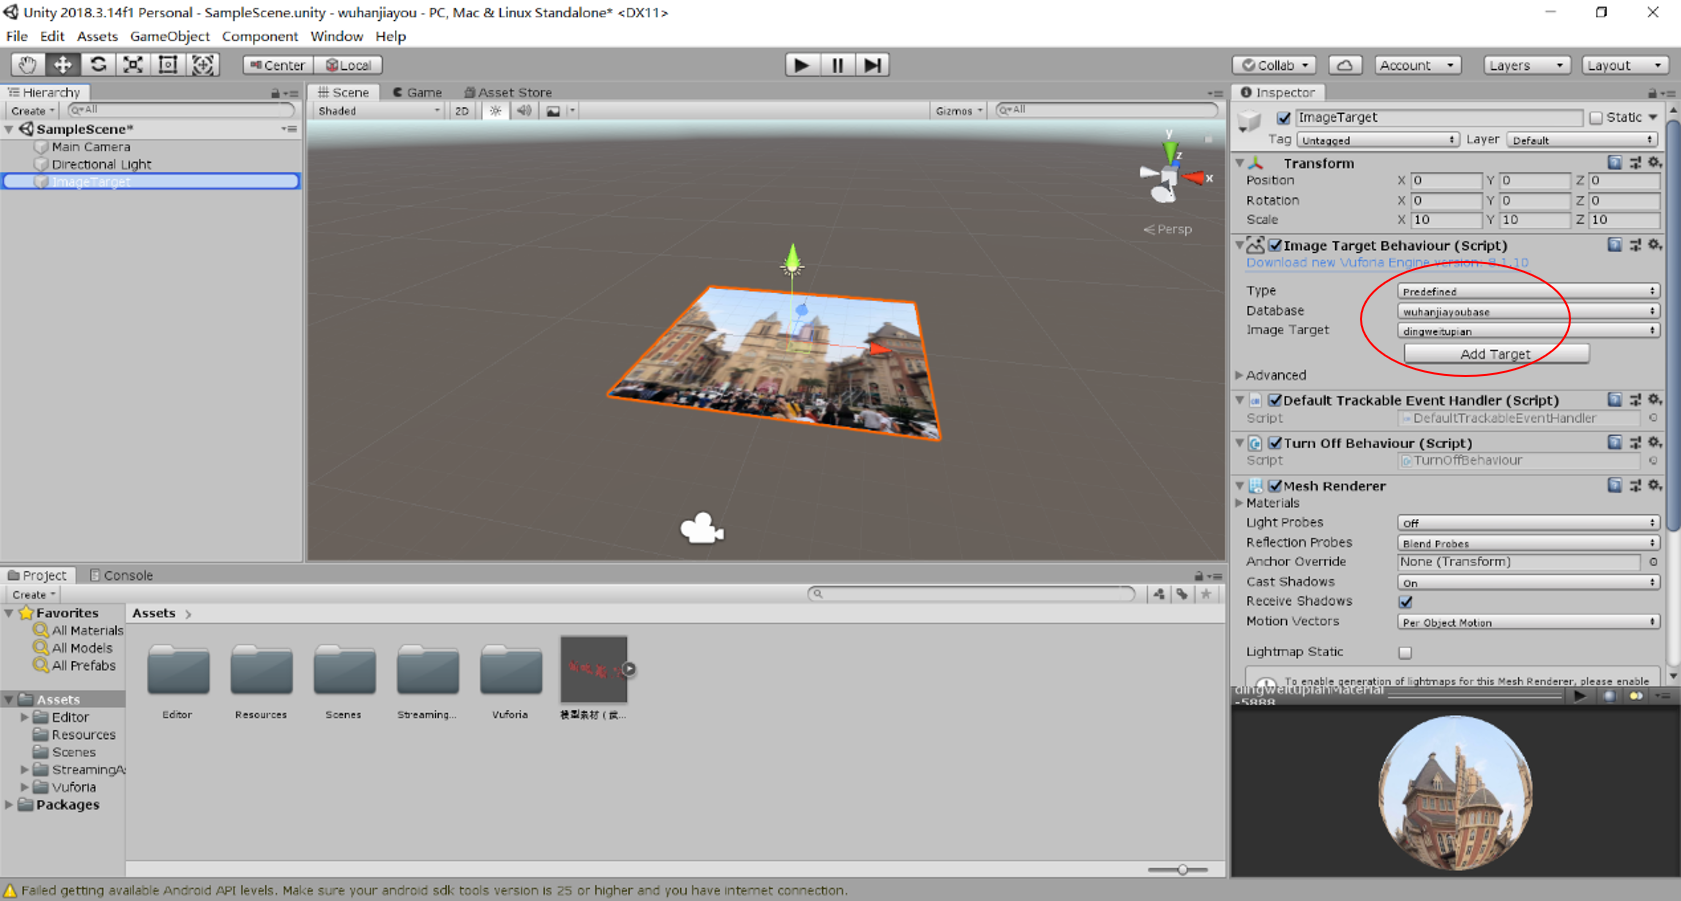 Unity 2018.3.14f1 Personal - SampleScene.unity - wuhanjiayou - PC, Mac & Linux Standalone* <DX11>
File Edit Assets GameObject Component Window Help
Center Local Collab Account Layers Layout
Hierarchy
Create All
SampleScene*
Main Camera
Directional Light
ImageTarget
Scene Game Asset Store
Shaded 2D Gizmos All
y
z
x
Persp
Inspector
ImageTarget Static
Tag Untagged Layer Default
Transform
Position X 0 Y 0 Z 0
Rotation X 0 Y 0 Z 0
Scale X 10 Y 10 Z 10
Image Target Behaviour (Script)
Download new Vuforia Engine version: 8.1.10
Type Predefined
Database wuhanjiayoubase
Image Target dingweitupian
Add Target
Advanced
Default Trackable Event Handler (Script)
Script DefaultTrackableEventHandler
Turn Off Behaviour (Script)
Script TurnOffBehaviour
Mesh Renderer
Materials
Light Probes Off
Reflection Probes Blend Probes
Anchor Override None (Transform)
Cast Shadows On
Receive Shadows
Motion Vectors Per Object Motion
Lightmap Static
To enable generation of lightmaps for this Mesh Renderer, please enable
dingweitupianMaterial
-5888
Project Console
Create
Favorites
All Materials
All Models
All Prefabs
Assets
Editor
Resources
Scenes
StreamingAs
Vuforia
Packages
Assets
Editor Resources Scenes Streaming... Vuforia 模型素材（武...
Failed getting available Android API levels. Make sure your android sdk tools version is 25 or higher and you have internet connection.